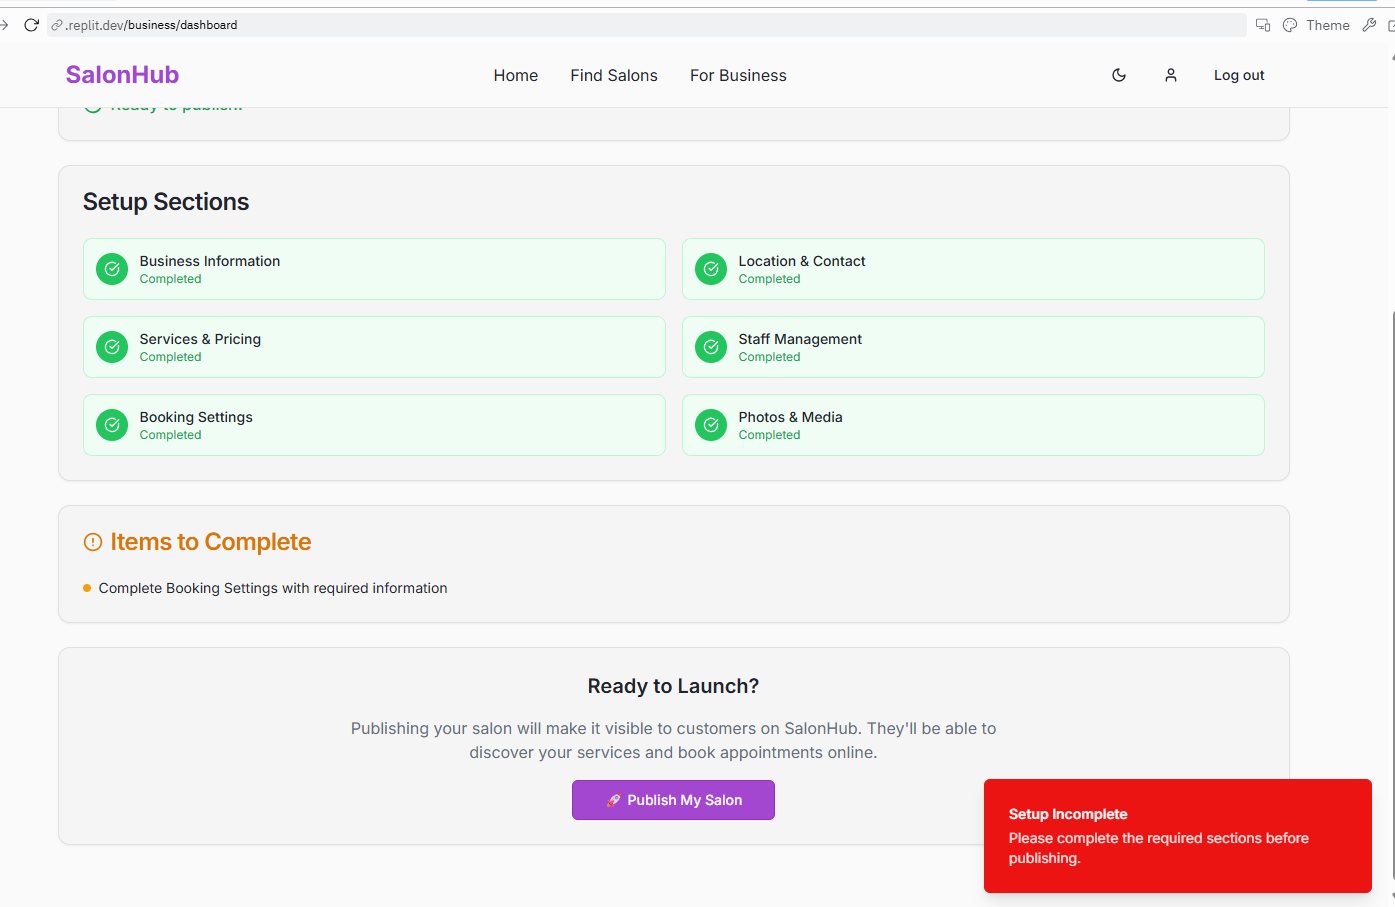 .replit.dev/business/dashboard
Theme
SalonHub
Home
Find Salons
For Business
Log out
Ready to publish!
Setup Sections
Business Information
Completed
Location & Contact
Completed
Services & Pricing
Completed
Staff Management
Completed
Booking Settings
Completed
Photos & Media
Completed
Items to Complete
Complete Booking Settings with required information
Ready to Launch?
Publishing your salon will make it visible to customers on SalonHub. They'll be able to
discover your services and book appointments online.
🚀 Publish My Salon
Setup Incomplete
Please complete the required sections before
publishing.